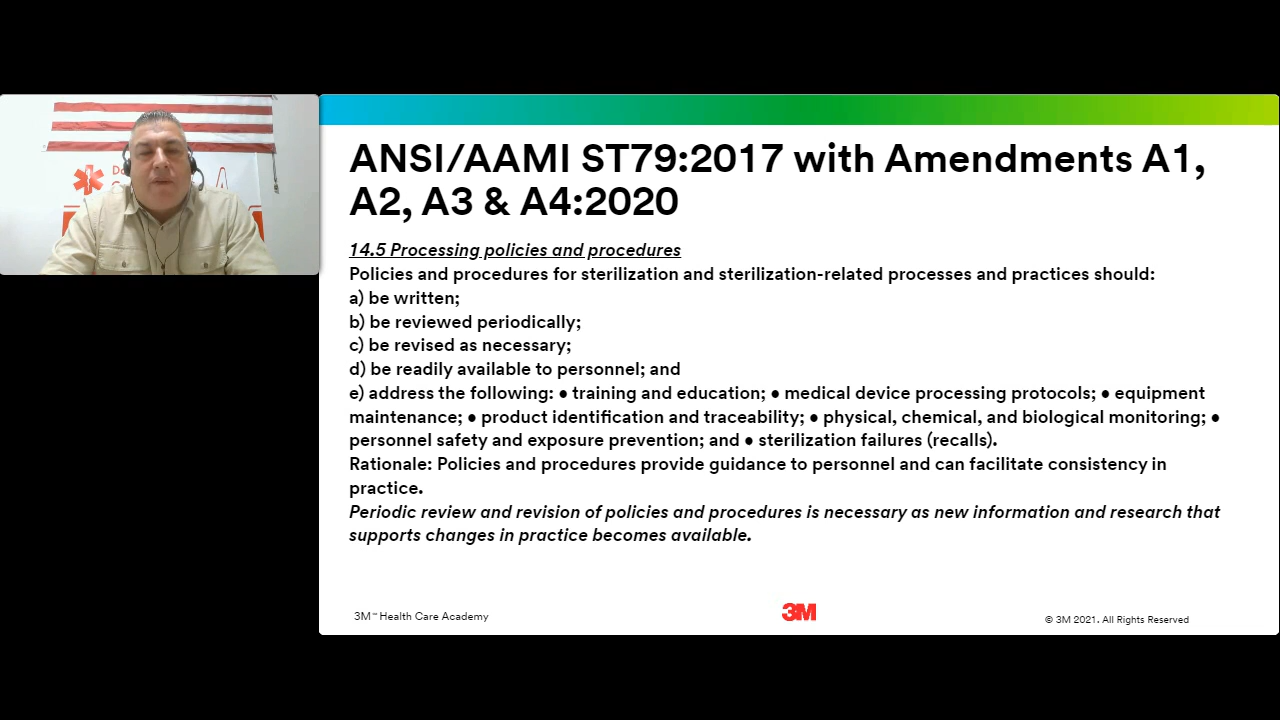 ANSI/AAMI ST79:2017 with Amendments A1,
A2, A3 & A4:2020
14.5 Processing policies and procedures
Policies and procedures for sterilization and sterilization-related processes and practices should:
a) be written;
b) be reviewed periodically;
c) be revised as necessary;
d) be readily available to personnel; and
e) address the following: • training and education; • medical device processing protocols; • equipment
maintenance; • product identification and traceability; • physical, chemical, and biological monitoring; •
personnel safety and exposure prevention; and • sterilization failures (recalls).
Rationale: Policies and procedures provide guidance to personnel and can facilitate consistency in
practice.
Periodic review and revision of policies and procedures is necessary as new information and research that
supports changes in practice becomes available.
3M™ Health Care Academy
3M
© 3M 2021. All Rights Reserved